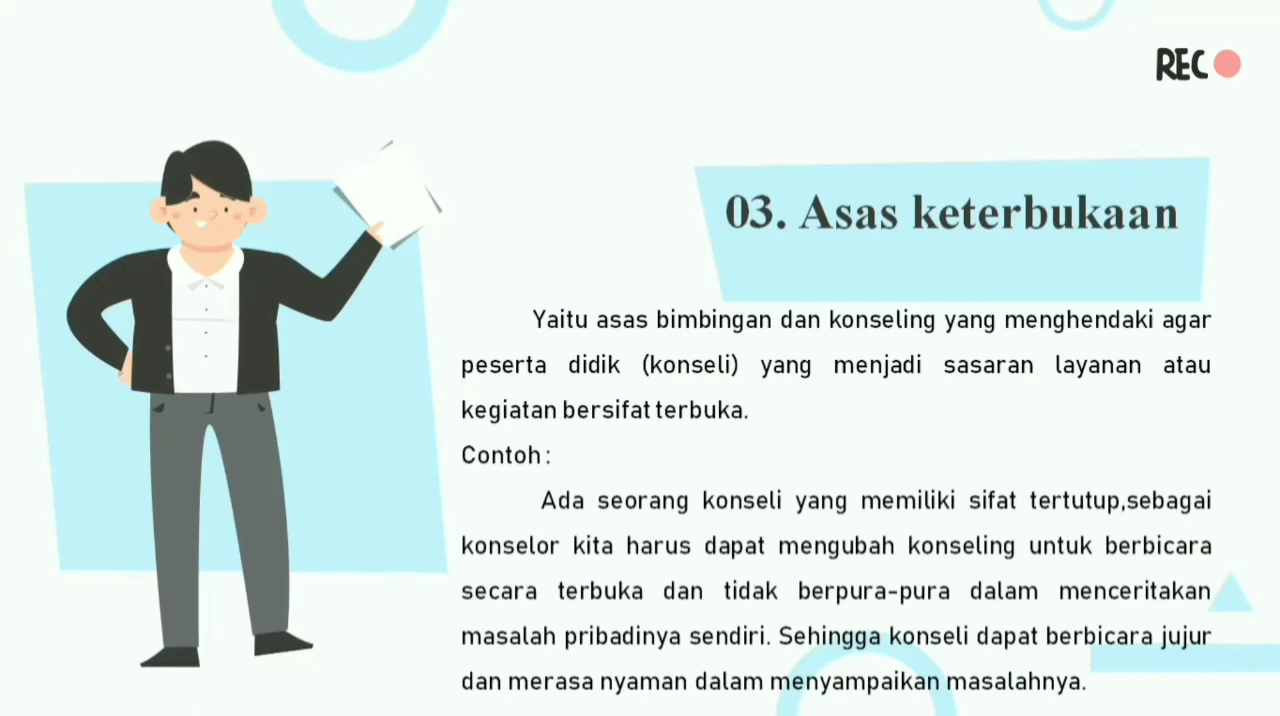 REC
03. Asas keterbukaan
Yaitu asas bimbingan dan konseling yang menghendaki agar
peserta didik (konseli) yang menjadi sasaran layanan atau
kegiatan bersifat terbuka.
Contoh :
Ada seorang konseli yang memiliki sifat tertutup,sebagai
konselor kita harus dapat mengubah konseling untuk berbicara
secara terbuka dan tidak berpura-pura dalam menceritakan
masalah pribadinya sendiri. Sehingga konseli dapat berbicara jujur
dan merasa nyaman dalam menyampaikan masalahnya.